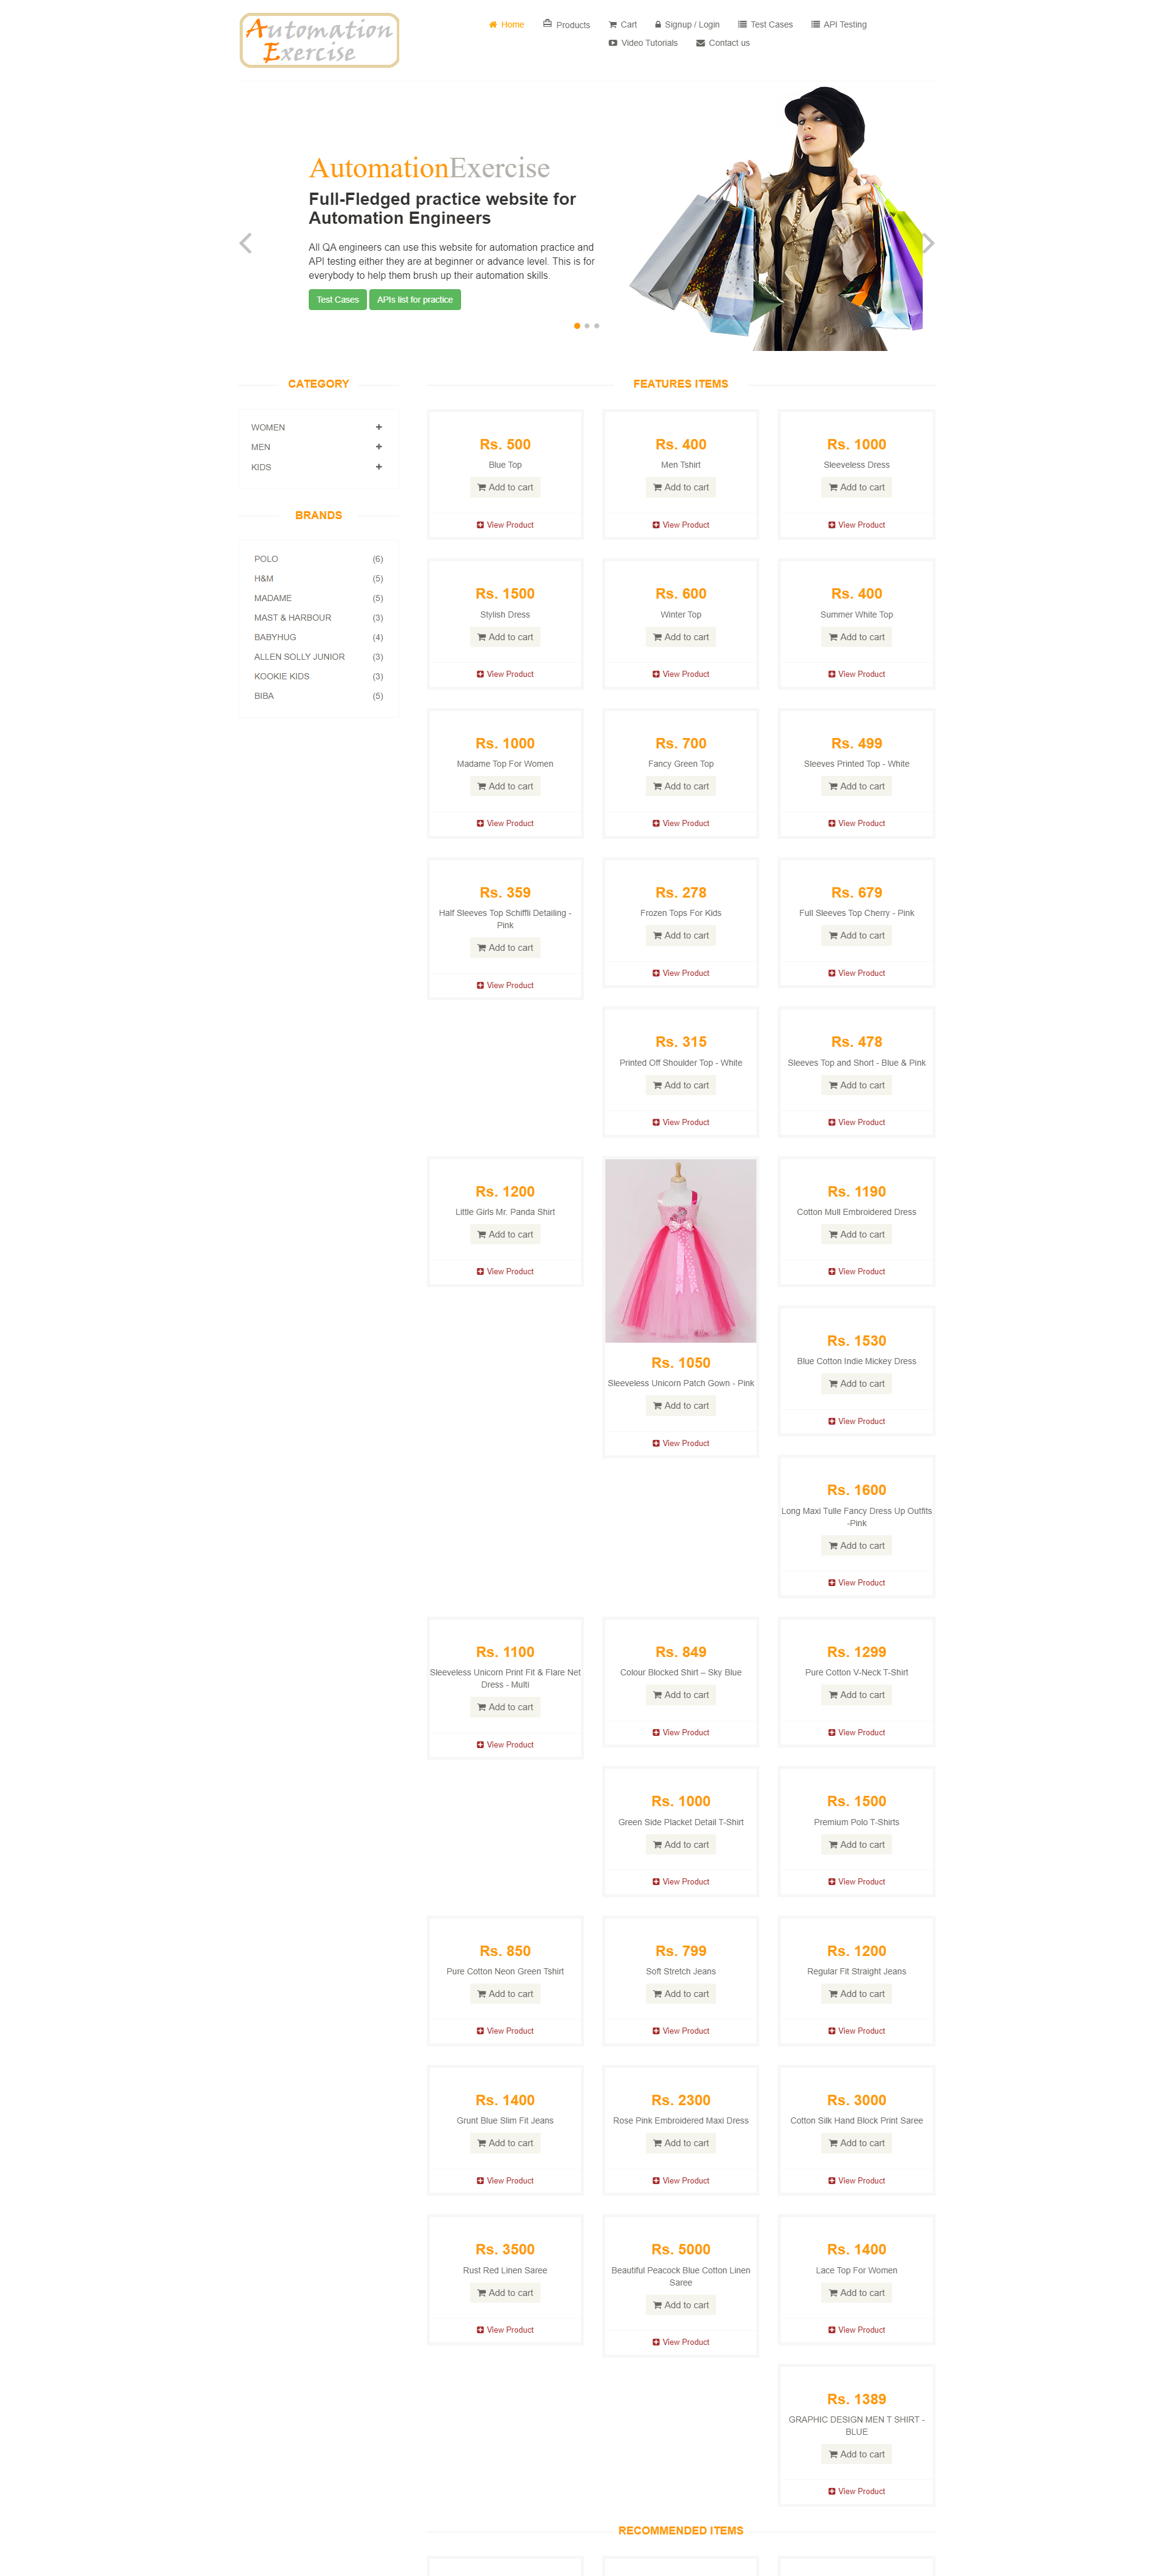 Automation
Exercise
Home
Products
Cart
Signup / Login
Test Cases
API Testing
Video Tutorials
Contact us
AutomationExercise
Full-Fledged practice website for
Automation Engineers
All QA engineers can use this website for automation practice and
API testing either they are at beginner or advance level. This is for
everybody to help them brush up their automation skills.
Test Cases
APIs list for practice
CATEGORY
WOMEN
MEN
KIDS
BRANDS
POLO (6)
H&M (5)
MADAME (5)
MAST & HARBOUR (3)
BABYHUG (4)
ALLEN SOLLY JUNIOR (3)
KOOKIE KIDS (3)
BIBA (5)
FEATURES ITEMS
Rs. 500
Blue Top
Add to cart
View Product
Rs. 400
Men Tshirt
Add to cart
View Product
Rs. 1000
Sleeveless Dress
Add to cart
View Product
Rs. 1500
Stylish Dress
Add to cart
View Product
Rs. 600
Winter Top
Add to cart
View Product
Rs. 400
Summer White Top
Add to cart
View Product
Rs. 1000
Madame Top For Women
Add to cart
View Product
Rs. 700
Fancy Green Top
Add to cart
View Product
Rs. 499
Sleeves Printed Top - White
Add to cart
View Product
Rs. 359
Half Sleeves Top Schiffli Detailing -
Pink
Add to cart
View Product
Rs. 278
Frozen Tops For Kids
Add to cart
View Product
Rs. 679
Full Sleeves Top Cherry - Pink
Add to cart
View Product
Rs. 315
Printed Off Shoulder Top - White
Add to cart
View Product
Rs. 478
Sleeves Top and Short - Blue & Pink
Add to cart
View Product
Rs. 1200
Little Girls Mr. Panda Shirt
Add to cart
View Product
Rs. 1050
Sleeveless Unicorn Patch Gown - Pink
Add to cart
View Product
Rs. 1190
Cotton Mull Embroidered Dress
Add to cart
View Product
Rs. 1530
Blue Cotton Indie Mickey Dress
Add to cart
View Product
Rs. 1600
Long Maxi Tulle Fancy Dress Up Outfits
-Pink
Add to cart
View Product
Rs. 1100
Sleeveless Unicorn Print Fit & Flare Net
Dress - Multi
Add to cart
View Product
Rs. 849
Colour Blocked Shirt – Sky Blue
Add to cart
View Product
Rs. 1299
Pure Cotton V-Neck T-Shirt
Add to cart
View Product
Rs. 1000
Green Side Placket Detail T-Shirt
Add to cart
View Product
Rs. 1500
Premium Polo T-Shirts
Add to cart
View Product
Rs. 850
Pure Cotton Neon Green Tshirt
Add to cart
View Product
Rs. 799
Soft Stretch Jeans
Add to cart
View Product
Rs. 1200
Regular Fit Straight Jeans
Add to cart
View Product
Rs. 1400
Grunt Blue Slim Fit Jeans
Add to cart
View Product
Rs. 2300
Rose Pink Embroidered Maxi Dress
Add to cart
View Product
Rs. 3000
Cotton Silk Hand Block Print Saree
Add to cart
View Product
Rs. 3500
Rust Red Linen Saree
Add to cart
View Product
Rs. 5000
Beautiful Peacock Blue Cotton Linen
Saree
Add to cart
View Product
Rs. 1400
Lace Top For Women
Add to cart
View Product
Rs. 1389
GRAPHIC DESIGN MEN T SHIRT -
BLUE
Add to cart
View Product
RECOMMENDED ITEMS